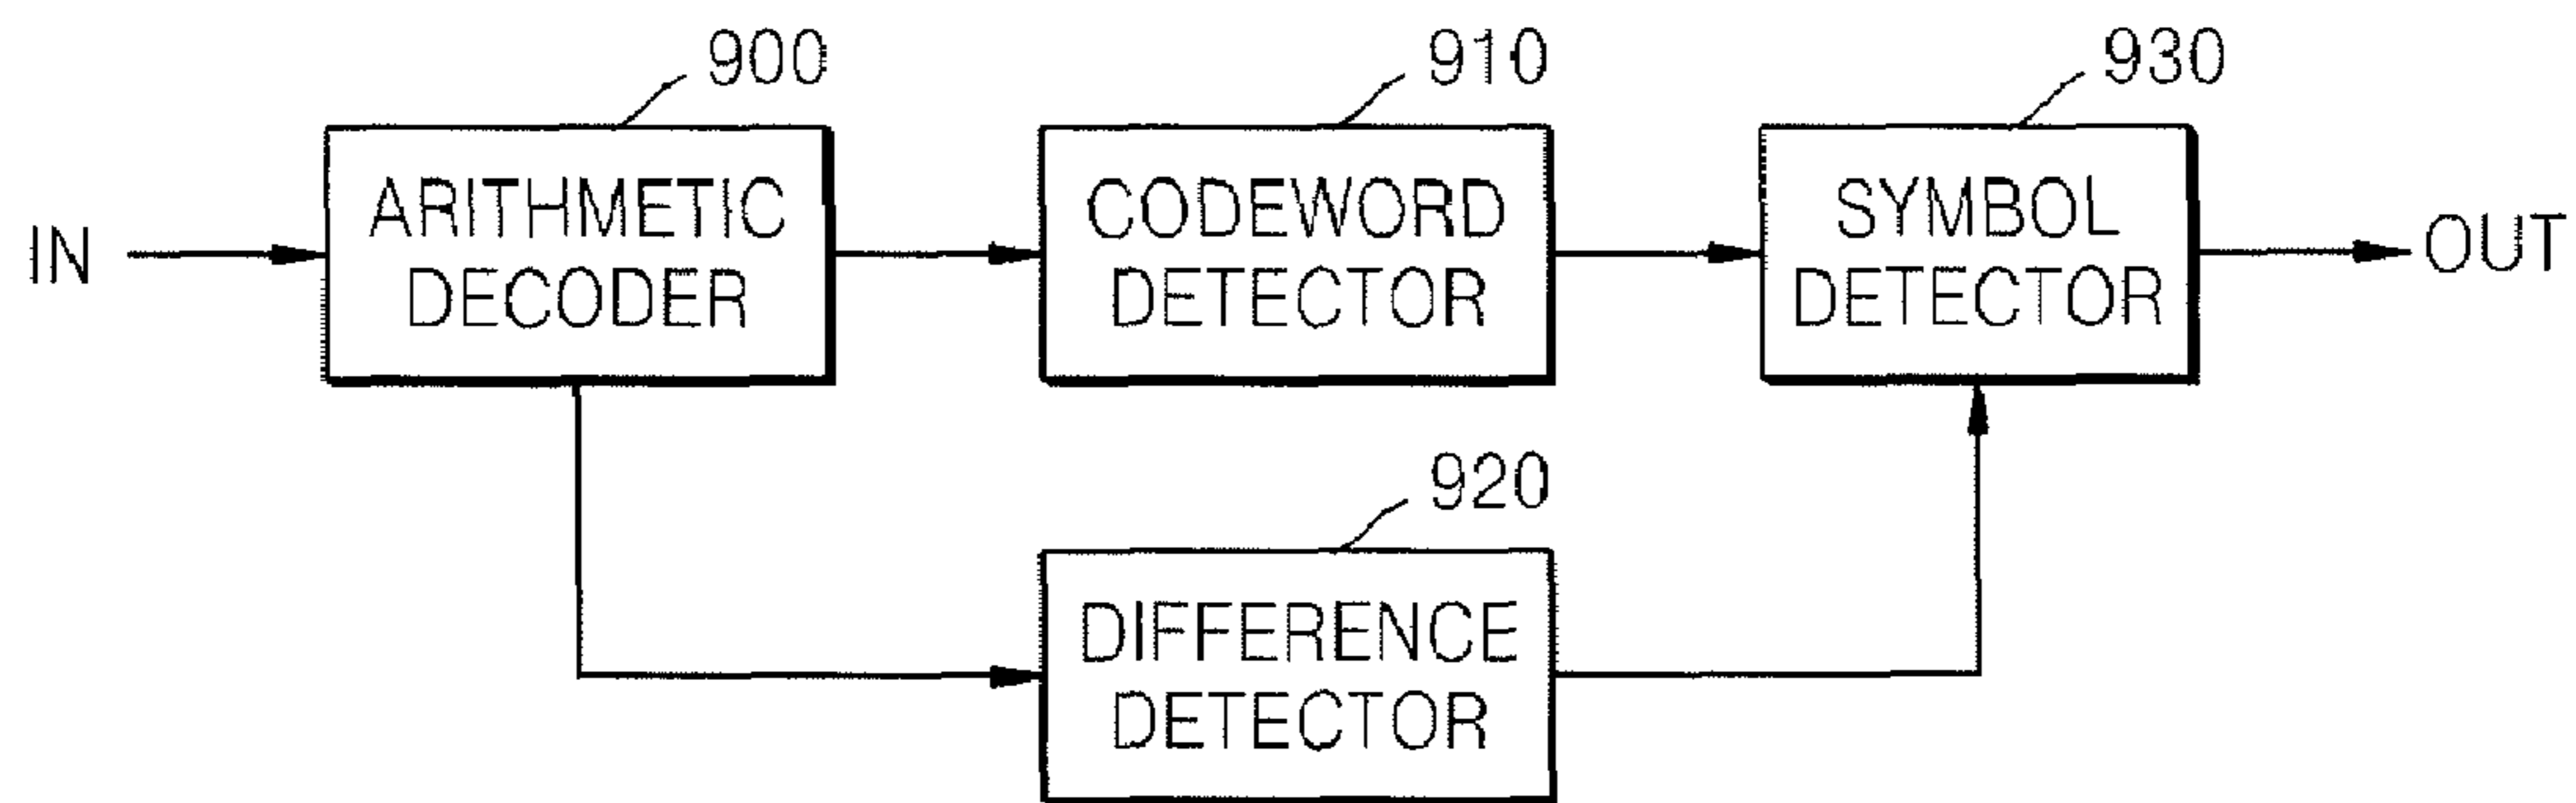 900
910
930
IN
ARITHMETIC
DECODER
CODEWORD
DETECTOR
SYMBOL
DETECTOR
OUT
920
DIFFERENCE
DETECTOR